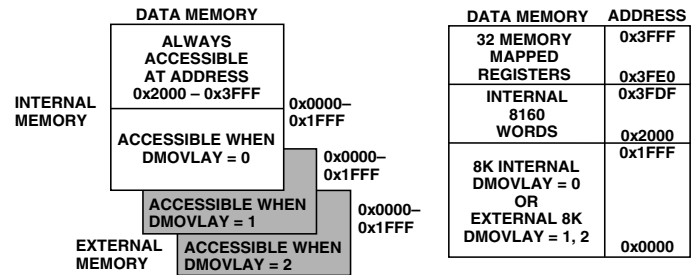 DATA MEMORY
ALWAYS
ACCESSIBLE
AT ADDRESS
0x2000 – 0x3FFF
INTERNAL
MEMORY
0x0000–
0x1FFF
ACCESSIBLE WHEN
DMOVLAY = 0
0x0000–
0x1FFF
ACCESSIBLE WHEN
DMOVLAY = 1
0x0000–
0x1FFF
EXTERNAL
MEMORY
ACCESSIBLE WHEN
DMOVLAY = 2
DATA MEMORY ADDRESS
32 MEMORY 0x3FFF
MAPPED
REGISTERS 0x3FE0
INTERNAL 0x3FDF
8160
WORDS 0x2000
0x1FFF
8K INTERNAL
DMOVLAY = 0
OR
EXTERNAL 8K
DMOVLAY = 1, 2 0x0000